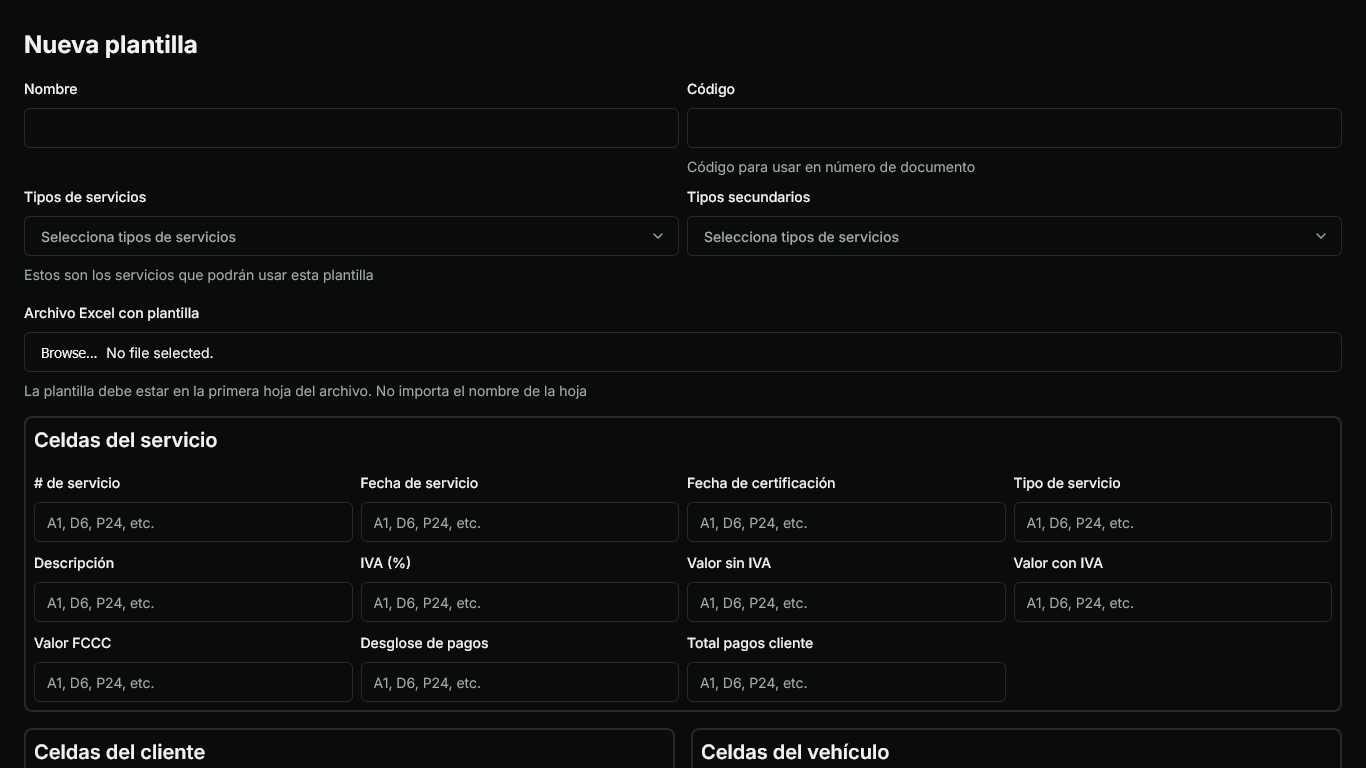 Nueva plantilla
Nombre
Código
Código para usar en número de documento
Tipos de servicios
Tipos secundarios
Selecciona tipos de servicios
Selecciona tipos de servicios
Estos son los servicios que podrán usar esta plantilla
Archivo Excel con plantilla
Browse... No file selected.
La plantilla debe estar en la primera hoja del archivo. No importa el nombre de la hoja
Celdas del servicio
# de servicio
Fecha de servicio
Fecha de certificación
Tipo de servicio
A1, D6, P24, etc.
A1, D6, P24, etc.
A1, D6, P24, etc.
A1, D6, P24, etc.
Descripción
IVA (%)
Valor sin IVA
Valor con IVA
A1, D6, P24, etc.
A1, D6, P24, etc.
A1, D6, P24, etc.
A1, D6, P24, etc.
Valor FCCC
Desglose de pagos
Total pagos cliente
A1, D6, P24, etc.
A1, D6, P24, etc.
A1, D6, P24, etc.
Celdas del cliente
Celdas del vehículo